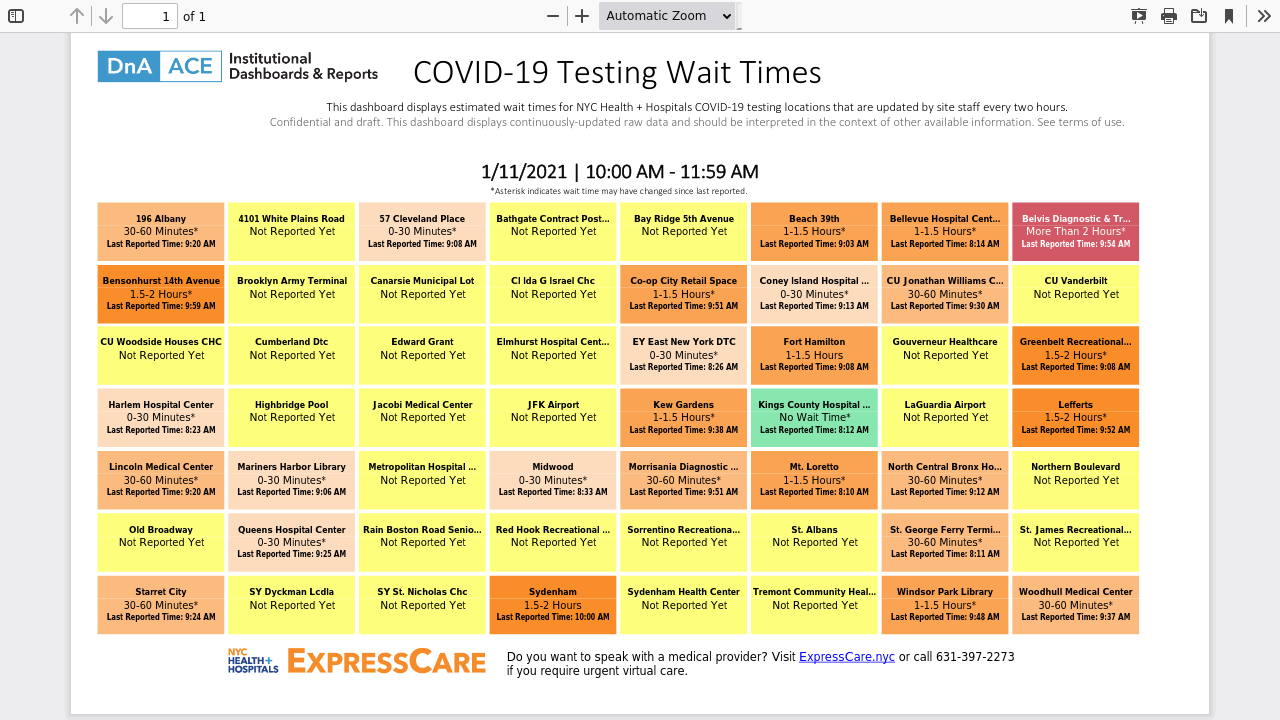 1 of 1
Automatic Zoom
DnA ACE Institutional Dashboards & Reports
COVID-19 Testing Wait Times
This dashboard displays estimated wait times for NYC Health + Hospitals COVID-19 testing locations that are updated by site staff every two hours.
Confidential and draft. This dashboard displays continuously-updated raw data and should be interpreted in the context of other available information. See terms of use.
1/11/2021 | 10:00 AM - 11:59 AM
*Asterisk indicates wait time may have changed since last reported.
196 Albany
30-60 Minutes*
Last Reported Time: 9:20 AM
4101 White Plains Road
Not Reported Yet
57 Cleveland Place
0-30 Minutes*
Last Reported Time: 9:08 AM
Bathgate Contract Post...
Not Reported Yet
Bay Ridge 5th Avenue
Not Reported Yet
Beach 39th
1-1.5 Hours*
Last Reported Time: 9:03 AM
Bellevue Hospital Cent...
1-1.5 Hours*
Last Reported Time: 8:14 AM
Belvis Diagnostic & Tr...
More Than 2 Hours*
Last Reported Time: 9:54 AM
Bensonhurst 14th Avenue
1.5-2 Hours*
Last Reported Time: 9:59 AM
Brooklyn Army Terminal
Not Reported Yet
Canarsie Municipal Lot
Not Reported Yet
CI Ida G Israel Chc
Not Reported Yet
Co-op City Retail Space
1-1.5 Hours*
Last Reported Time: 9:51 AM
Coney Island Hospital ...
0-30 Minutes*
Last Reported Time: 9:13 AM
CU Jonathan Williams C...
30-60 Minutes*
Last Reported Time: 9:30 AM
CU Vanderbilt
Not Reported Yet
CU Woodside Houses CHC
Not Reported Yet
Cumberland Dtc
Not Reported Yet
Edward Grant
Not Reported Yet
Elmhurst Hospital Cent...
Not Reported Yet
EY East New York DTC
0-30 Minutes*
Last Reported Time: 8:26 AM
Fort Hamilton
1-1.5 Hours
Last Reported Time: 9:08 AM
Gouverneur Healthcare
Not Reported Yet
Greenbelt Recreational...
1.5-2 Hours*
Last Reported Time: 9:08 AM
Harlem Hospital Center
0-30 Minutes*
Last Reported Time: 8:23 AM
Highbridge Pool
Not Reported Yet
Jacobi Medical Center
Not Reported Yet
JFK Airport
Not Reported Yet
Kew Gardens
1-1.5 Hours*
Last Reported Time: 9:38 AM
Kings County Hospital ...
No Wait Time*
Last Reported Time: 8:12 AM
LaGuardia Airport
Not Reported Yet
Lefferts
1.5-2 Hours*
Last Reported Time: 9:52 AM
Lincoln Medical Center
30-60 Minutes*
Last Reported Time: 9:20 AM
Mariners Harbor Library
0-30 Minutes*
Last Reported Time: 9:06 AM
Metropolitan Hospital ...
Not Reported Yet
Midwood
0-30 Minutes*
Last Reported Time: 8:33 AM
Morrisania Diagnostic ...
30-60 Minutes*
Last Reported Time: 9:51 AM
Mt. Loretto
1-1.5 Hours*
Last Reported Time: 8:10 AM
North Central Bronx Ho...
30-60 Minutes*
Last Reported Time: 9:12 AM
Northern Boulevard
Not Reported Yet
Old Broadway
Not Reported Yet
Queens Hospital Center
0-30 Minutes*
Last Reported Time: 9:25 AM
Rain Boston Road Senio...
Not Reported Yet
Red Hook Recreational ...
Not Reported Yet
Sorrentino Recreationa...
Not Reported Yet
St. Albans
Not Reported Yet
St. George Ferry Termi...
30-60 Minutes*
Last Reported Time: 8:11 AM
St. James Recreational...
Not Reported Yet
Starret City
30-60 Minutes*
Last Reported Time: 9:24 AM
SY Dyckman Lcdla
Not Reported Yet
SY St. Nicholas Chc
Not Reported Yet
Sydenham
1.5-2 Hours
Last Reported Time: 10:00 AM
Sydenham Health Center
Not Reported Yet
Tremont Community Heal...
Not Reported Yet
Windsor Park Library
1-1.5 Hours*
Last Reported Time: 9:48 AM
Woodhull Medical Center
30-60 Minutes*
Last Reported Time: 9:37 AM
NYC
HEALTH+
HOSPITALS
EXPRESSCARE
Do you want to speak with a medical provider? Visit ExpressCare.nyc or call 631-397-2273
if you require urgent virtual care.